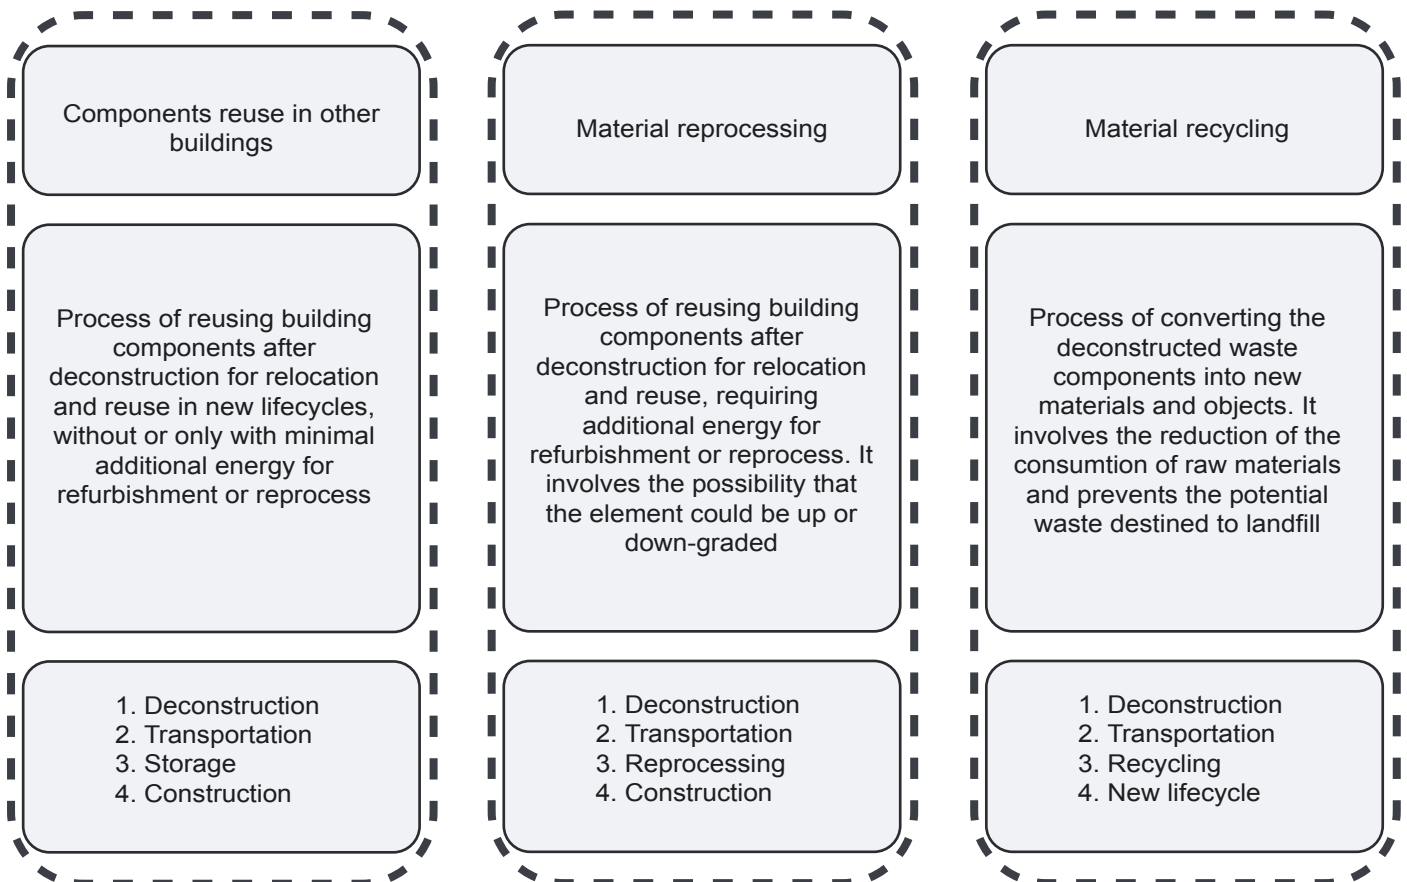 Components reuse in other
buildings
Process of reusing building
components after
deconstruction for relocation
and reuse in new lifecycles,
without or only with minimal
additional energy for
refurbishment or reprocess
1. Deconstruction
2. Transportation
3. Storage
4. Construction
Material reprocessing
Process of reusing building
components after
deconstruction for relocation
and reuse, requiring
additional energy for
refurbishment or reprocess. It
involves the possibility that
the element could be up or
down-graded
1. Deconstruction
2. Transportation
3. Reprocessing
4. Construction
Material recycling
Process of converting the
deconstructed waste
components into new
materials and objects. It
involves the reduction of the
consumtion of raw materials
and prevents the potential
waste destined to landfill
1. Deconstruction
2. Transportation
3. Recycling
4. New lifecycle